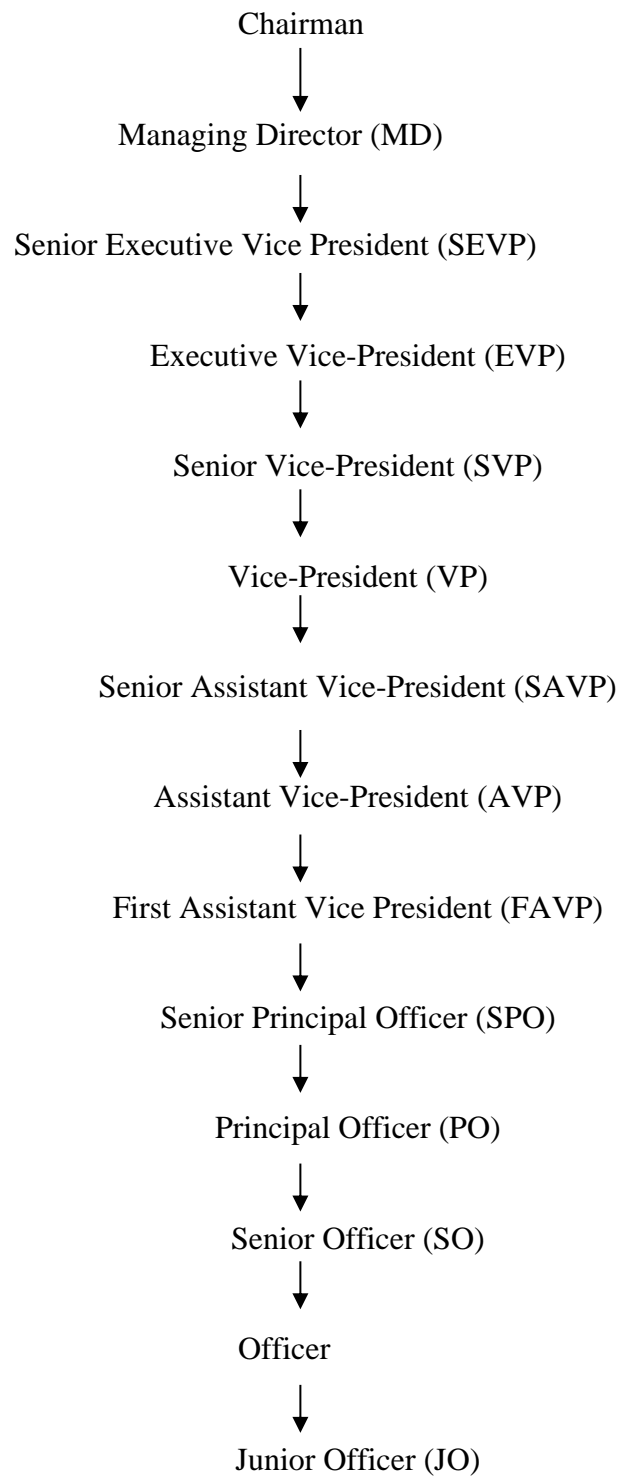 Chairman
Managing Director (MD)
Senior Executive Vice President (SEVP)
Executive Vice-President (EVP)
Senior Vice-President (SVP)
Vice-President (VP)
Senior Assistant Vice-President (SAVP)
Assistant Vice-President (AVP)
First Assistant Vice President (FAVP)
Senior Principal Officer (SPO)
Principal Officer (PO)
Senior Officer (SO)
Officer
Junior Officer (JO)